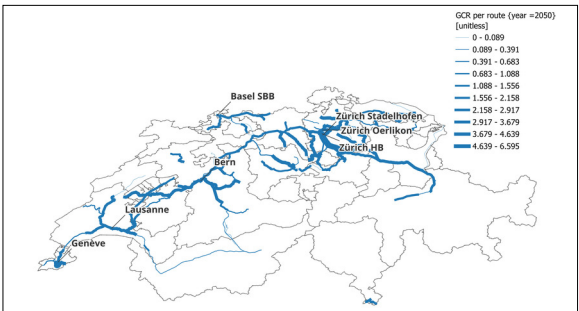 GCR per route {year =2050}
[unitless]
0 - 0.089
0.089 - 0.391
0.391 - 0.683
0.683 - 1.088
1.088 - 1.556
1.556 - 2.158
2.158 - 2.917
2.917 - 3.679
3.679 - 4.639
4.639 - 6.595
Basel SBB
Zürich Stadelhofen
Zürich Oerlikon
Zürich HB
Bern
Lausanne
Genève